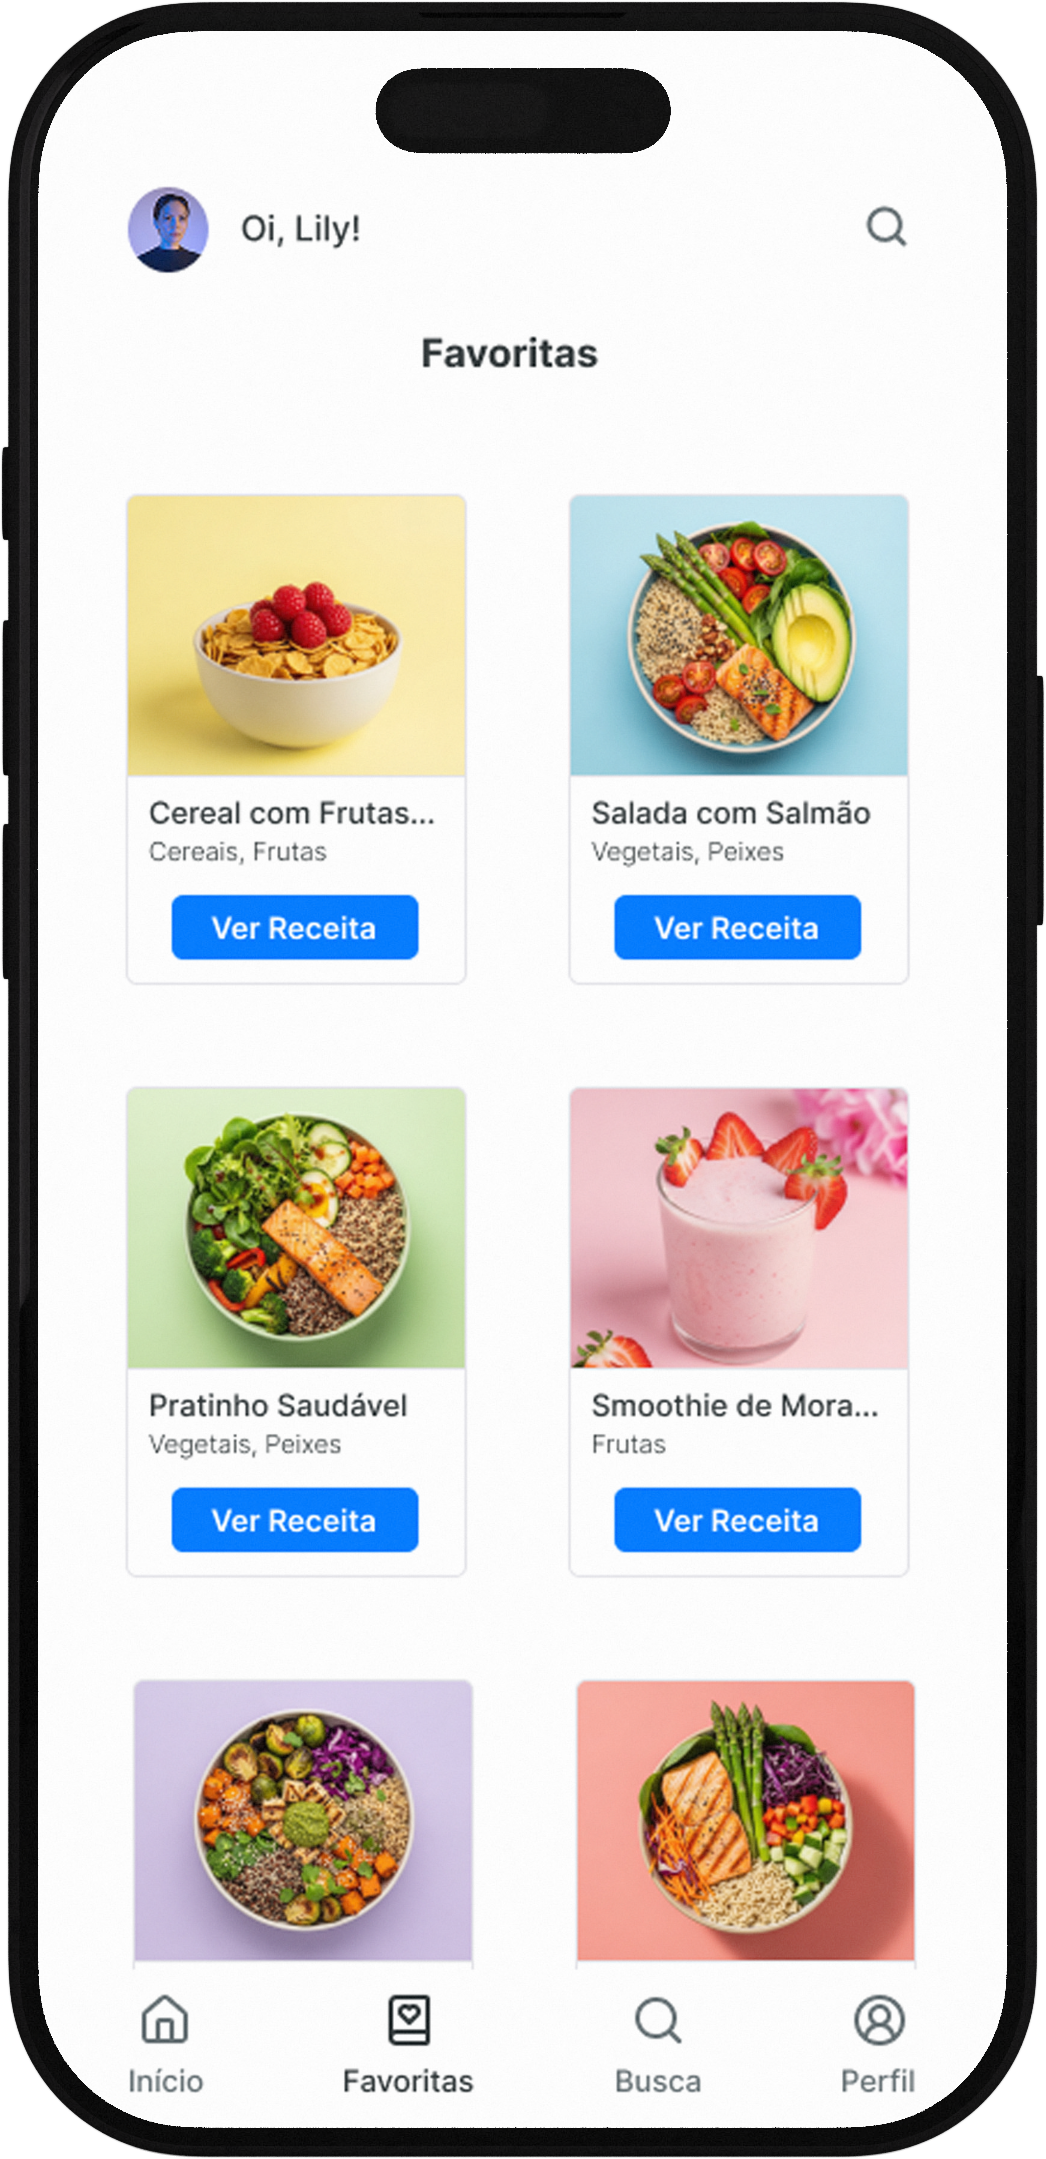 Oi, Lily!
Favoritas
Cereal com Frutas...
Cereais, Frutas
Ver Receita
Salada com Salmão
Vegetais, Peixes
Ver Receita
Pratinho Saudável
Vegetais, Peixes
Ver Receita
Smoothie de Mora...
Frutas
Ver Receita
Início
Favoritas
Busca
Perfil